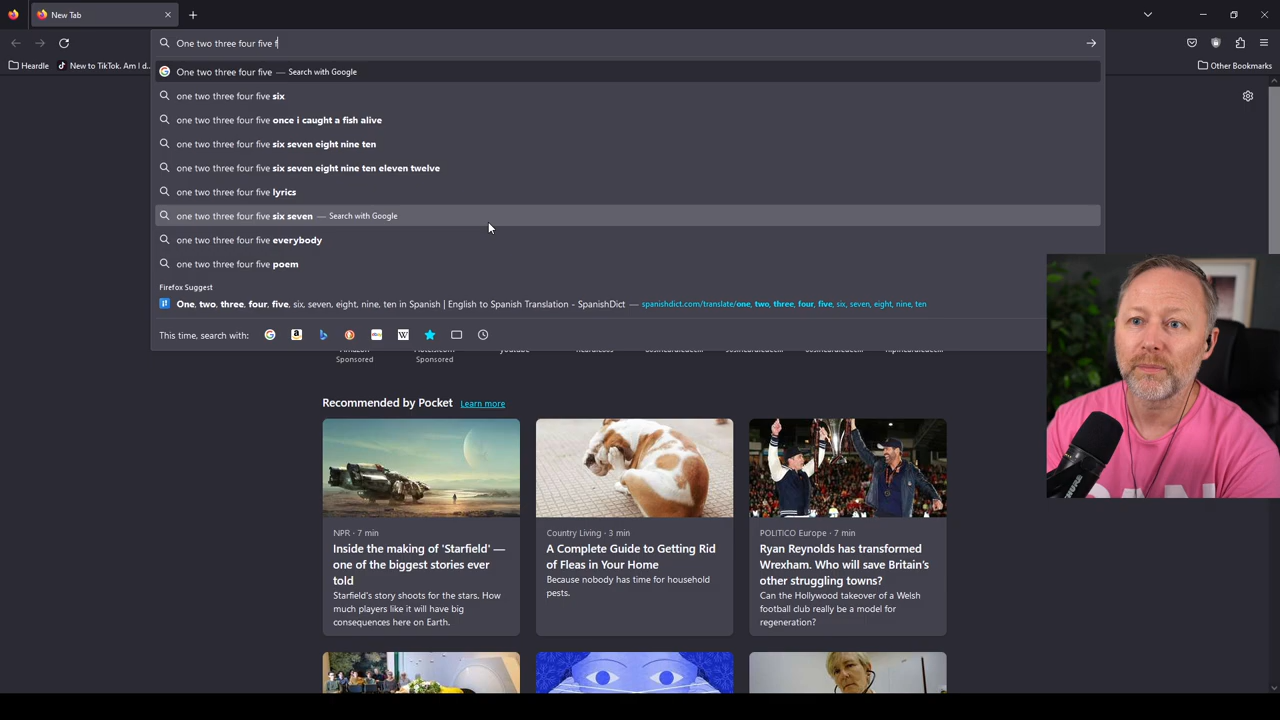 New Tab
One two three four five f
Heardle
New to TikTok. Am I d...
Other Bookmarks
One two three four five — Search with Google
one two three four five six
one two three four five once i caught a fish alive
one two three four five six seven eight nine ten
one two three four five six seven eight nine ten eleven twelve
one two three four five lyrics
one two three four five six seven — Search with Google
one two three four five everybody
one two three four five poem
Firefox Suggest
One, two, three, four, five, six, seven, eight, nine, ten in Spanish | English to Spanish Translation - SpanishDict — spanishdict.com/translate/one, two, three, four, five, six, seven, eight, nine, ten
This time, search with:
Sponsored
Sponsored
Recommended by Pocket Learn more
NPR · 7 min
Inside the making of 'Starfield' —
one of the biggest stories ever
told
Starfield's story shoots for the stars. How
much players like it will have big
consequences here on Earth.
Country Living · 3 min
A Complete Guide to Getting Rid
of Fleas in Your Home
Because nobody has time for household
pests.
POLITICO Europe · 7 min
Ryan Reynolds has transformed
Wrexham. Who will save Britain's
other struggling towns?
Can the Hollywood takeover of a Welsh
football club really be a model for
regeneration?
SHURE